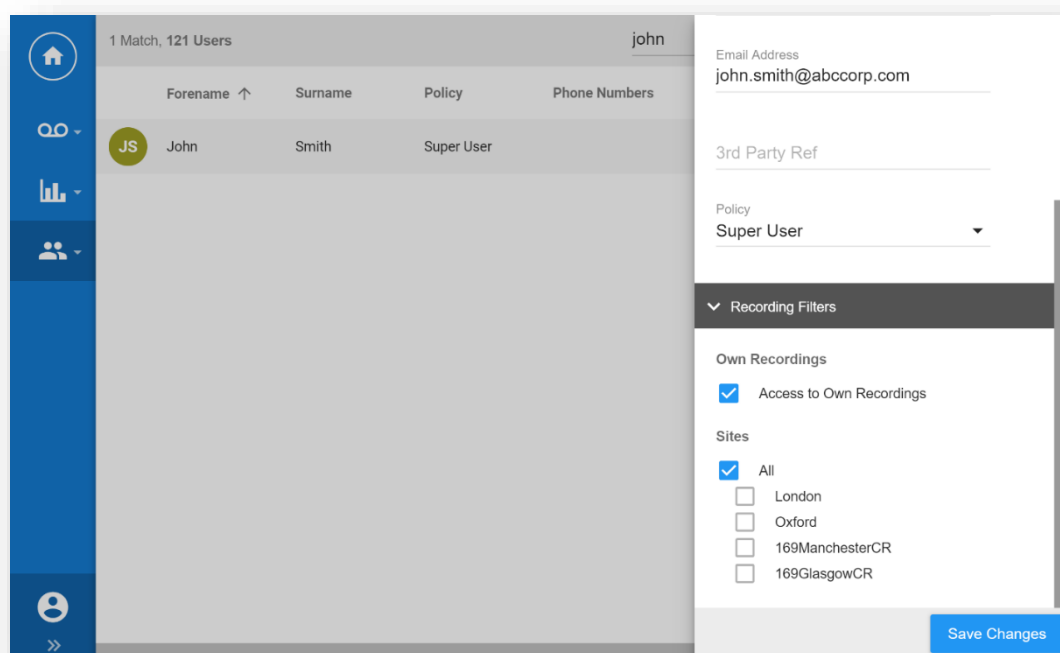 1 Match, 121 Users
john
Forename ↑ Surname Policy Phone Numbers
JS John Smith Super User
Email Address
john.smith@abccorp.com
3rd Party Ref
Policy
Super User
Recording Filters
Own Recordings
Access to Own Recordings
Sites
All
London
Oxford
169ManchesterCR
169GlasgowCR
Save Changes